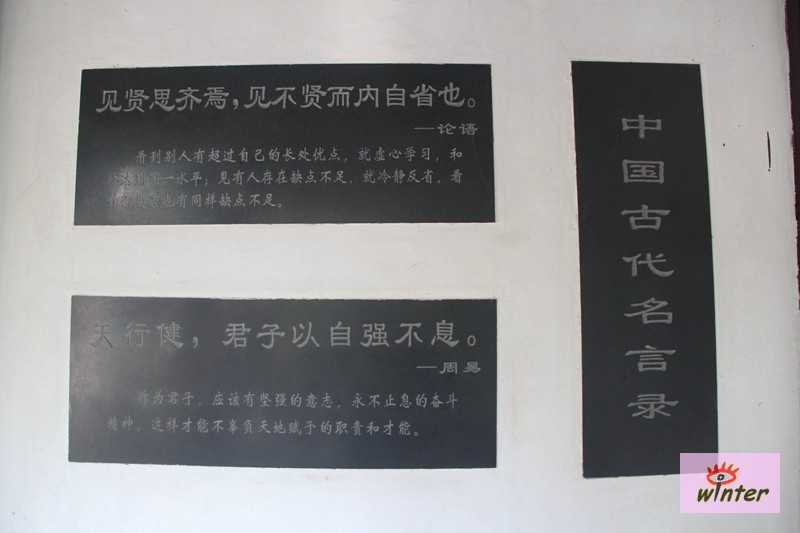 见贤思齐焉，见不贤而内自省也。
—论语
看到别人有超过自己的长处优点，就虚心学习，和
一水平；见有人存在缺点不足，就冷静反省，看
也有同样缺点不足。
天行健，君子以自强不息。
—周易
作为君子，应该有坚强的意志，永不止息的奋斗
精神，这样才能不辜负天地赋予的职责和才能。
中国古代名言录
winter